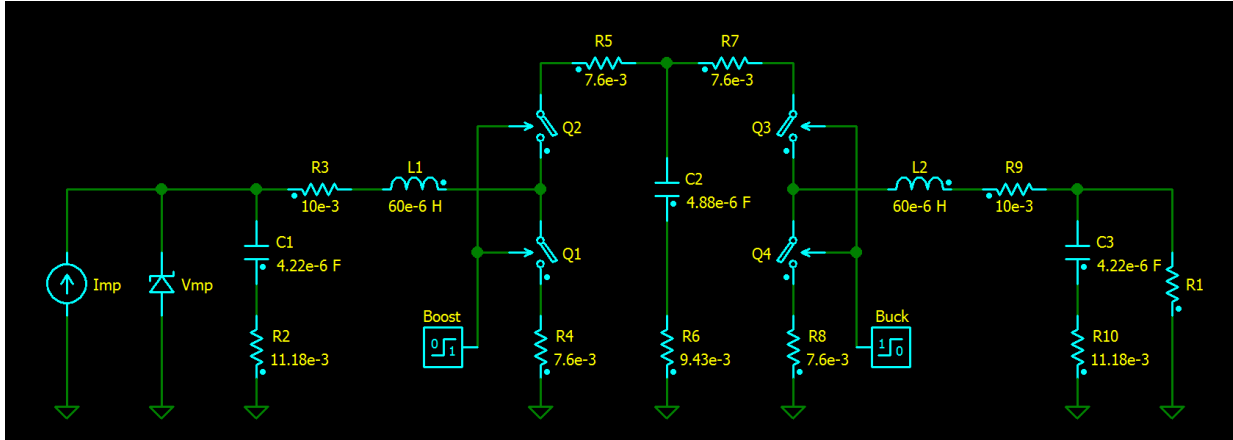 R5
7.6e-3
R7
7.6e-3
Q2
Q3
R3
10e-3
L1
60e-6 H
C2
4.88e-6 F
L2
60e-6 H
R9
10e-3
C1
4.22e-6 F
Q1
Q4
C3
4.22e-6 F
Imp
Vmp
R1
Boost
0 1
Buck
1 0
R2
11.18e-3
R4
7.6e-3
R6
9.43e-3
R8
7.6e-3
R10
11.18e-3